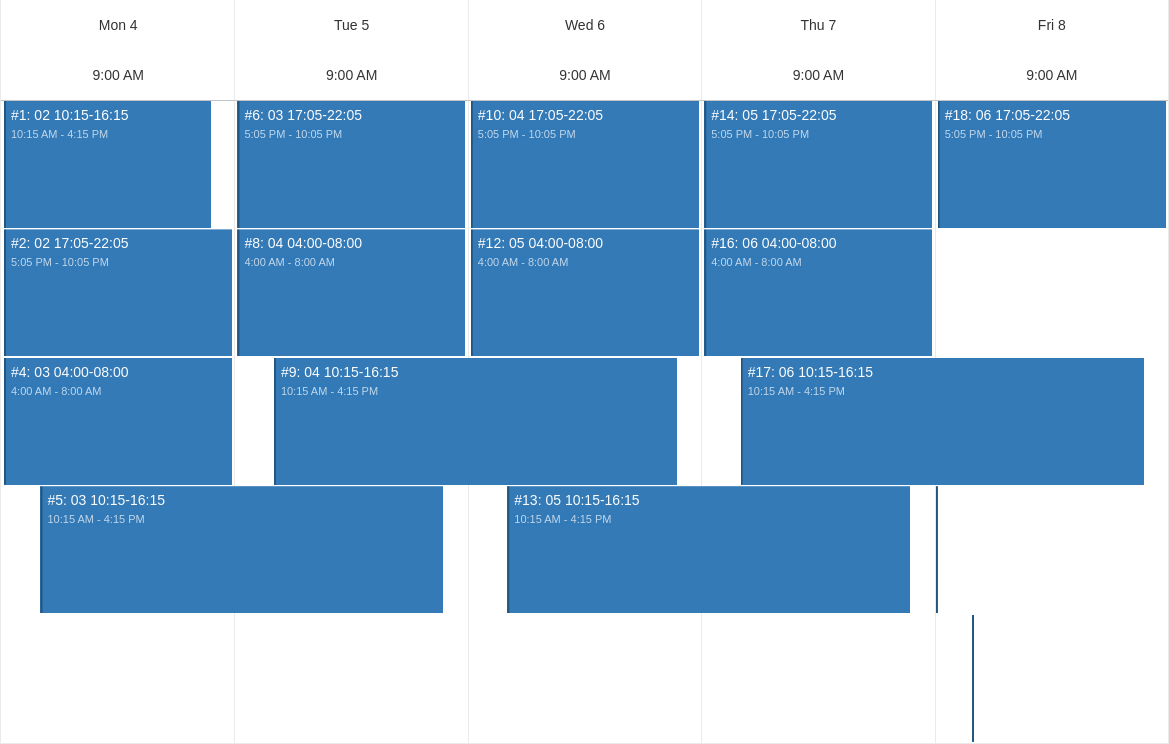 Mon 4
Tue 5
Wed 6
Thu 7
Fri 8
9:00 AM
9:00 AM
9:00 AM
9:00 AM
9:00 AM
#1: 02 10:15-16:15
10:15 AM - 4:15 PM
#6: 03 17:05-22:05
5:05 PM - 10:05 PM
#10: 04 17:05-22:05
5:05 PM - 10:05 PM
#14: 05 17:05-22:05
5:05 PM - 10:05 PM
#18: 06 17:05-22:05
5:05 PM - 10:05 PM
#2: 02 17:05-22:05
5:05 PM - 10:05 PM
#8: 04 04:00-08:00
4:00 AM - 8:00 AM
#12: 05 04:00-08:00
4:00 AM - 8:00 AM
#16: 06 04:00-08:00
4:00 AM - 8:00 AM
#4: 03 04:00-08:00
4:00 AM - 8:00 AM
#9: 04 10:15-16:15
10:15 AM - 4:15 PM
#17: 06 10:15-16:15
10:15 AM - 4:15 PM
#5: 03 10:15-16:15
10:15 AM - 4:15 PM
#13: 05 10:15-16:15
10:15 AM - 4:15 PM